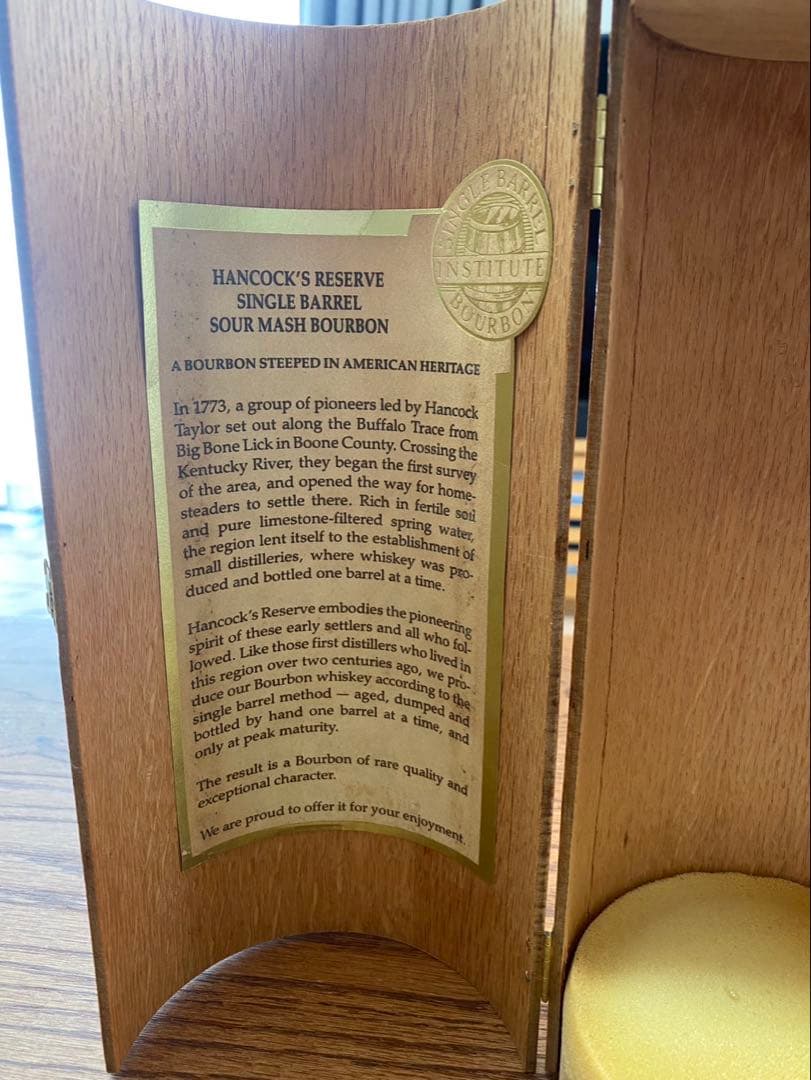 SINGLE BARREL
INSTITUTE
BOURBON
HANCOCK'S RESERVE
SINGLE BARREL
SOUR MASH BOURBON
A BOURBON STEEPED IN AMERICAN HERITAGE
In 1773, a group of pioneers led by Hancock
Taylor set out along the Buffalo Trace from
Big Bone Lick in Boone County. Crossing the
Kentucky River, they began the first survey
of the area, and opened the way for home-
steaders to settle there. Rich in fertile soil
and pure limestone-filtered spring water,
the region lent itself to the establishment of
small distilleries, where whiskey was pro-
duced and bottled one barrel at a time.
Hancock's Reserve embodies the pioneering
spirit of these early settlers and all who fol-
lowed. Like those first distillers who lived in
this region over two centuries ago, we pro-
duce our Bourbon whiskey according to the
single barrel method — aged, dumped and
bottled by hand one barrel at a time, and
only at peak maturity.
The result is a Bourbon of rare quality and
exceptional character.
We are proud to offer it for your enjoyment.